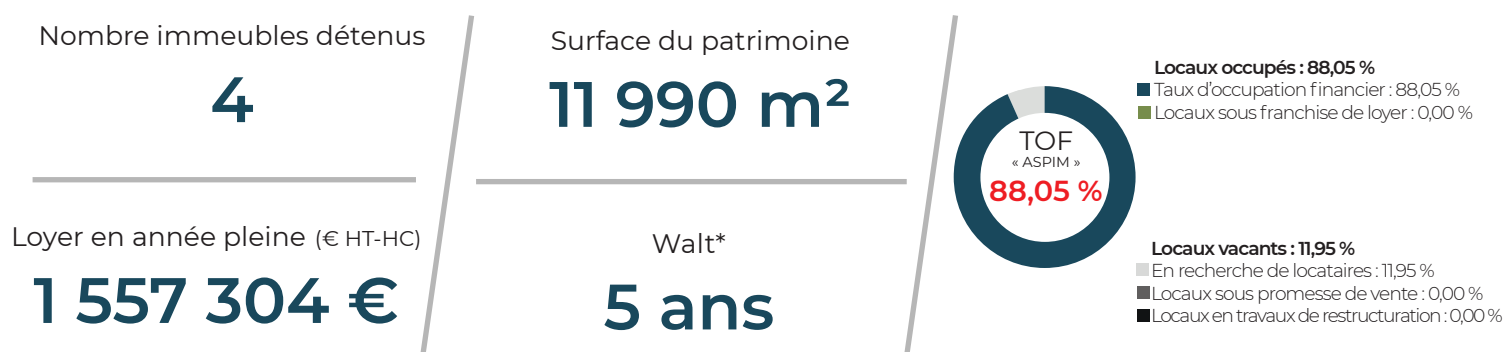 Nombre immeubles détenus
4
Loyer en année pleine (€ HT-HC)
1 557 304 €
Surface du patrimoine
11 990 m²
Walt*
5 ans
TOF
« ASPIM »
88,05 %
Locaux occupés : 88,05 %
Taux d'occupation financier : 88,05 %
Locaux sous franchise de loyer : 0,00 %
Locaux vacants : 11,95 %
En recherche de locataires : 11,95 %
Locaux sous promesse de vente : 0,00 %
Locaux en travaux de restructuration : 0,00 %